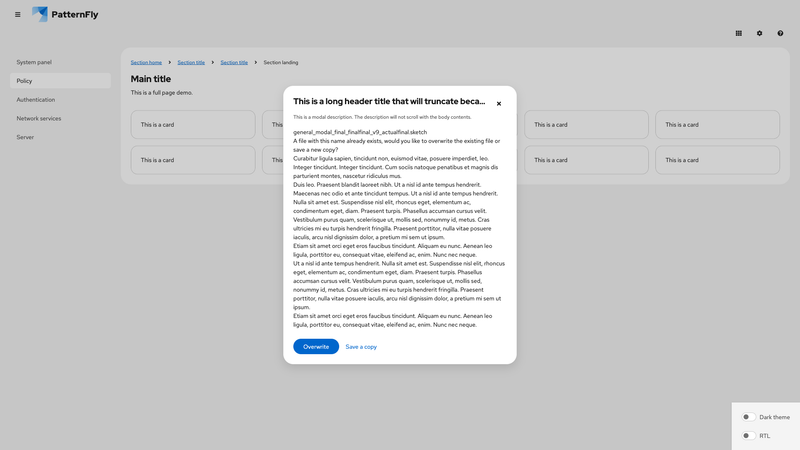 PatternFly
System panel
Policy
Authentication
Network services
Server
Section home
Section title
Section title
Section landing
Main title
This is a full page demo.
This is a card
This is a
This is a card
This is a card
This is a card
This is a
This is a card
This is a card
This is a long header title that will truncate beca...
This is a modal description. The description will not scroll with the body contents.
general_modal_final_finalfinal_v9_actualfinal.sketch
A file with this name already exists, would you like to overwrite the existing file or
save a new copy?
Curabitur ligula sapien, tincidunt non, euismod vitae, posuere imperdiet, leo.
Integer tincidunt. Integer tincidunt. Cum sociis natoque penatibus et magnis dis
parturient montes, nascetur ridiculus mus.
Duis leo. Praesent blandit laoreet nibh. Ut a nisl id ante tempus hendrerit.
Maecenas nec odio et ante tincidunt tempus. Ut a nisl id ante tempus hendrerit.
Nulla sit amet est. Suspendisse nisl elit, rhoncus eget, elementum ac,
condimentum eget, diam. Praesent turpis. Phasellus accumsan cursus velit.
Vestibulum purus quam, scelerisque ut, mollis sed, nonummy id, metus. Cras
ultricies mi eu turpis hendrerit fringilla. Praesent porttitor, nulla vitae posuere
iaculis, arcu nisl dignissim dolor, a pretium mi sem ut ipsum.
Etiam sit amet orci eget eros faucibus tincidunt. Aliquam eu nunc. Aenean leo
ligula, porttitor eu, consequat vitae, eleifend ac, enim. Nunc nec neque.
Ut a nisl id ante tempus hendrerit. Nulla sit amet est. Suspendisse nisl elit, rhoncus
eget, elementum ac, condimentum eget, diam. Praesent turpis. Phasellus
accumsan cursus velit. Vestibulum purus quam, scelerisque ut, mollis sed,
nonummy id, metus. Cras ultricies mi eu turpis hendrerit fringilla. Praesent
porttitor, nulla vitae posuere iaculis, arcu nisl dignissim dolor, a pretium mi sem ut
ipsum.
Etiam sit amet orci eget eros faucibus tincidunt. Aliquam eu nunc. Aenean leo
ligula, porttitor eu, consequat vitae, eleifend ac, enim. Nunc nec neque.
Overwrite
Save a copy
Dark theme
RTL